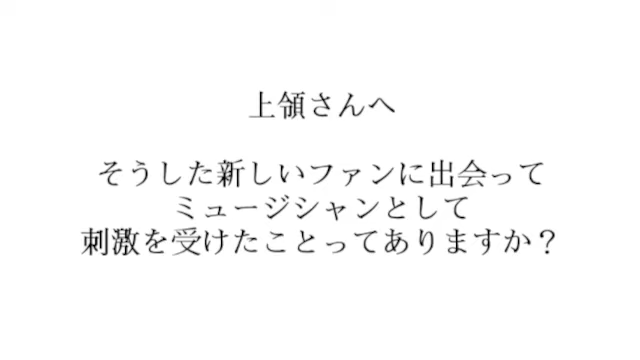 上領さんへ
そうした新しいファンに出会って
ミュージシャンとして
刺激を受けたことってありますか？